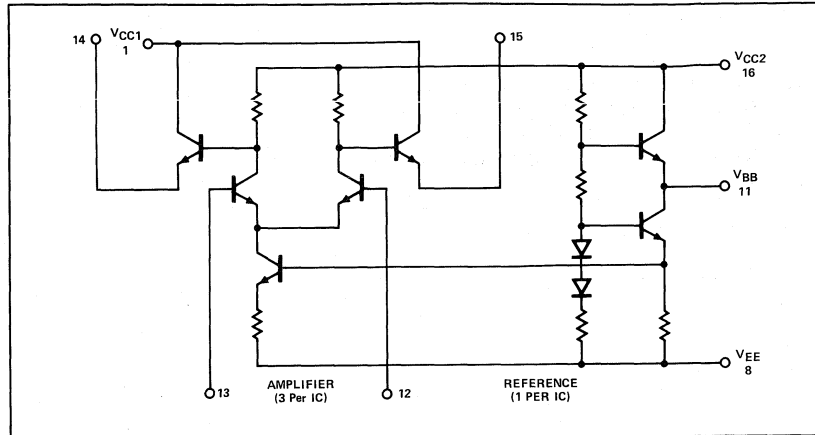 14
VCC1
1
15
VCC2
16
VBB
11
VEE
8
13
AMPLIFIER
(3 Per IC)
12
REFERENCE
(1 PER IC)